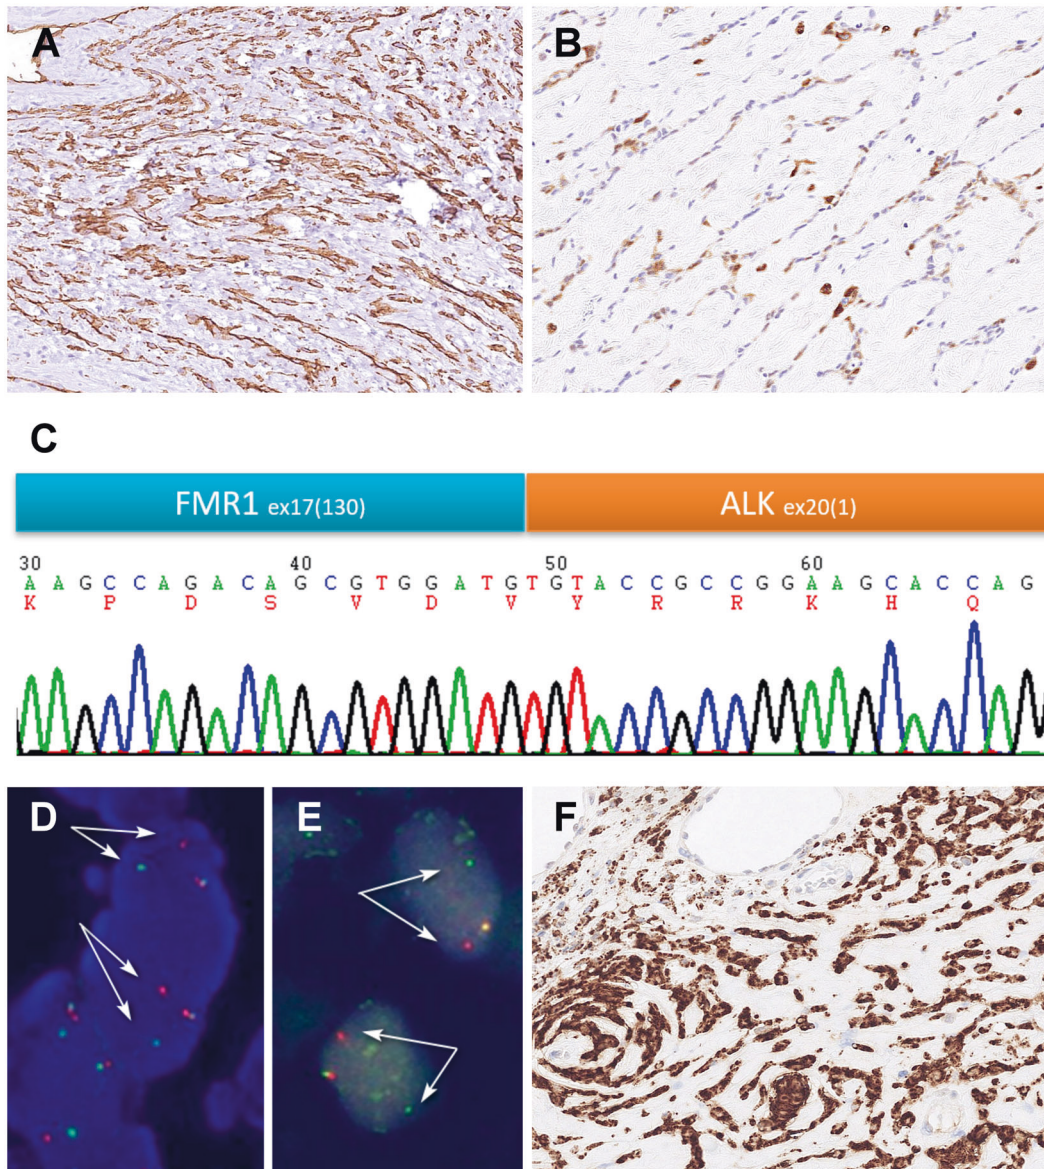 A
B
C
FMR1 ex17(130)
ALK ex20(1)
30 40 50 60
A A G C C A G A C A G C G T G G A T G T G T A C C G C C G G A A G C A C C A G
K P D S V D V Y R R K H Q
D
E
F